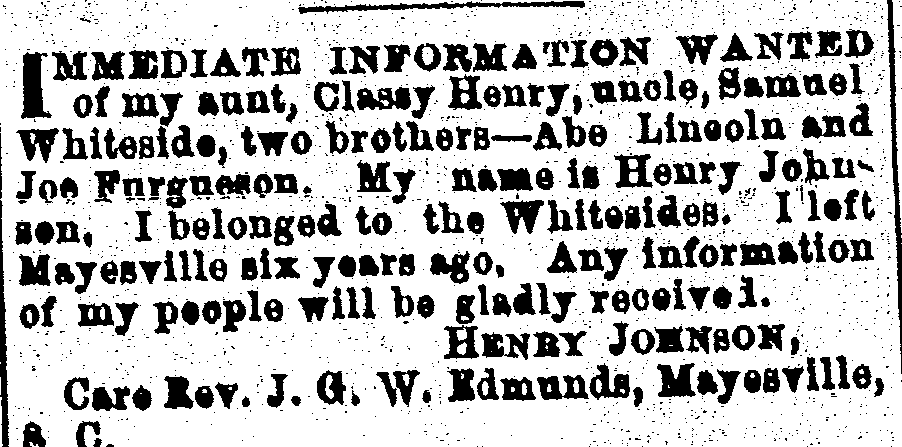 IMMEDIATE INFORMATION WANTED
of my aunt, Classy Henry, uncle, Samuel
Whiteside, two brothers—Abe Lincoln and
Joe Furgueson. My name is Henry John-
son, I belonged to the Whitesides. I left
Mayesville six years ago, Any information
of my people will be gladly received.
HENRY JOHNSON,
Care Rev. J. G. W. Edmunds, Mayesville,
S. C.